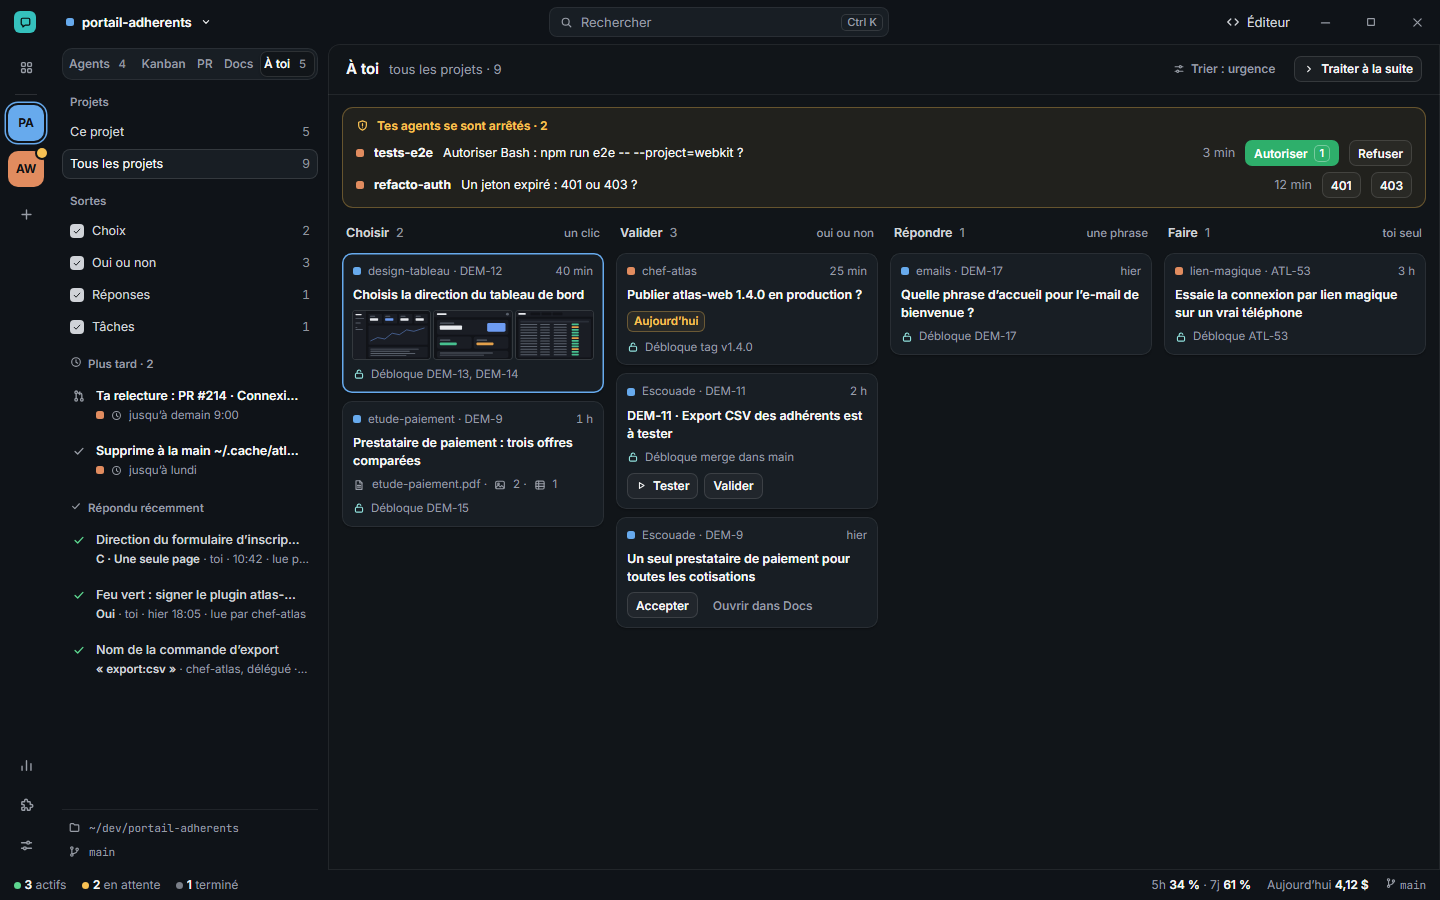 portail-adherents
Rechercher
Ctrl K
Éditeur
Agents 4
Kanban
PR
Docs
À toi 5
Projets
Ce projet 5
Tous les projets 9
Sortes
Choix 2
Oui ou non 3
Réponses 1
Tâches 1
Plus tard · 2
Ta relecture : PR #214 · Connexi...
jusqu’à demain 9:00
Supprime à la main ~/.cache/atl...
jusqu’à lundi
Répondu récemment
Direction du formulaire d’inscrip...
C · Une seule page · toi · 10:42 · lue p...
Feu vert : signer le plugin atlas-...
Oui · toi · hier 18:05 · lue par chef-atlas
Nom de la commande d’export
« export:csv » · chef-atlas, délégué ·...
~/dev/portail-adherents
main
PA
AW
À toi tous les projets · 9
Trier : urgence
Traiter à la suite
Tes agents se sont arrêtés · 2
tests-e2e Autoriser Bash : npm run e2e -- --project=webkit ?
3 min
Autoriser 1
Refuser
refacto-auth Un jeton expiré : 401 ou 403 ?
12 min
401
403
Choisir 2 un clic
design-tableau · DEM-12 40 min
Choisis la direction du tableau de bord
Débloque DEM-13, DEM-14
etude-paiement · DEM-9 1 h
Prestataire de paiement : trois offres
comparées
etude-paiement.pdf · 2 · 1
Débloque DEM-15
Valider 3 oui ou non
chef-atlas 25 min
Publier atlas-web 1.4.0 en production ?
Aujourd’hui
Débloque tag v1.4.0
Escouade · DEM-11 2 h
DEM-11 · Export CSV des adhérents est
à tester
Débloque merge dans main
Tester
Valider
Escouade · DEM-9 hier
Un seul prestataire de paiement pour
toutes les cotisations
Accepter
Ouvrir dans Docs
Répondre 1 une phrase
emails · DEM-17 hier
Quelle phrase d’accueil pour l’e-mail de
bienvenue ?
Débloque DEM-17
Faire 1 toi seul
lien-magique · ATL-53 3 h
Essaie la connexion par lien magique
sur un vrai téléphone
Débloque ATL-53
3 actifs
2 en attente
1 terminé
5h 34 % · 7j 61 %
Aujourd’hui 4,12 $
main